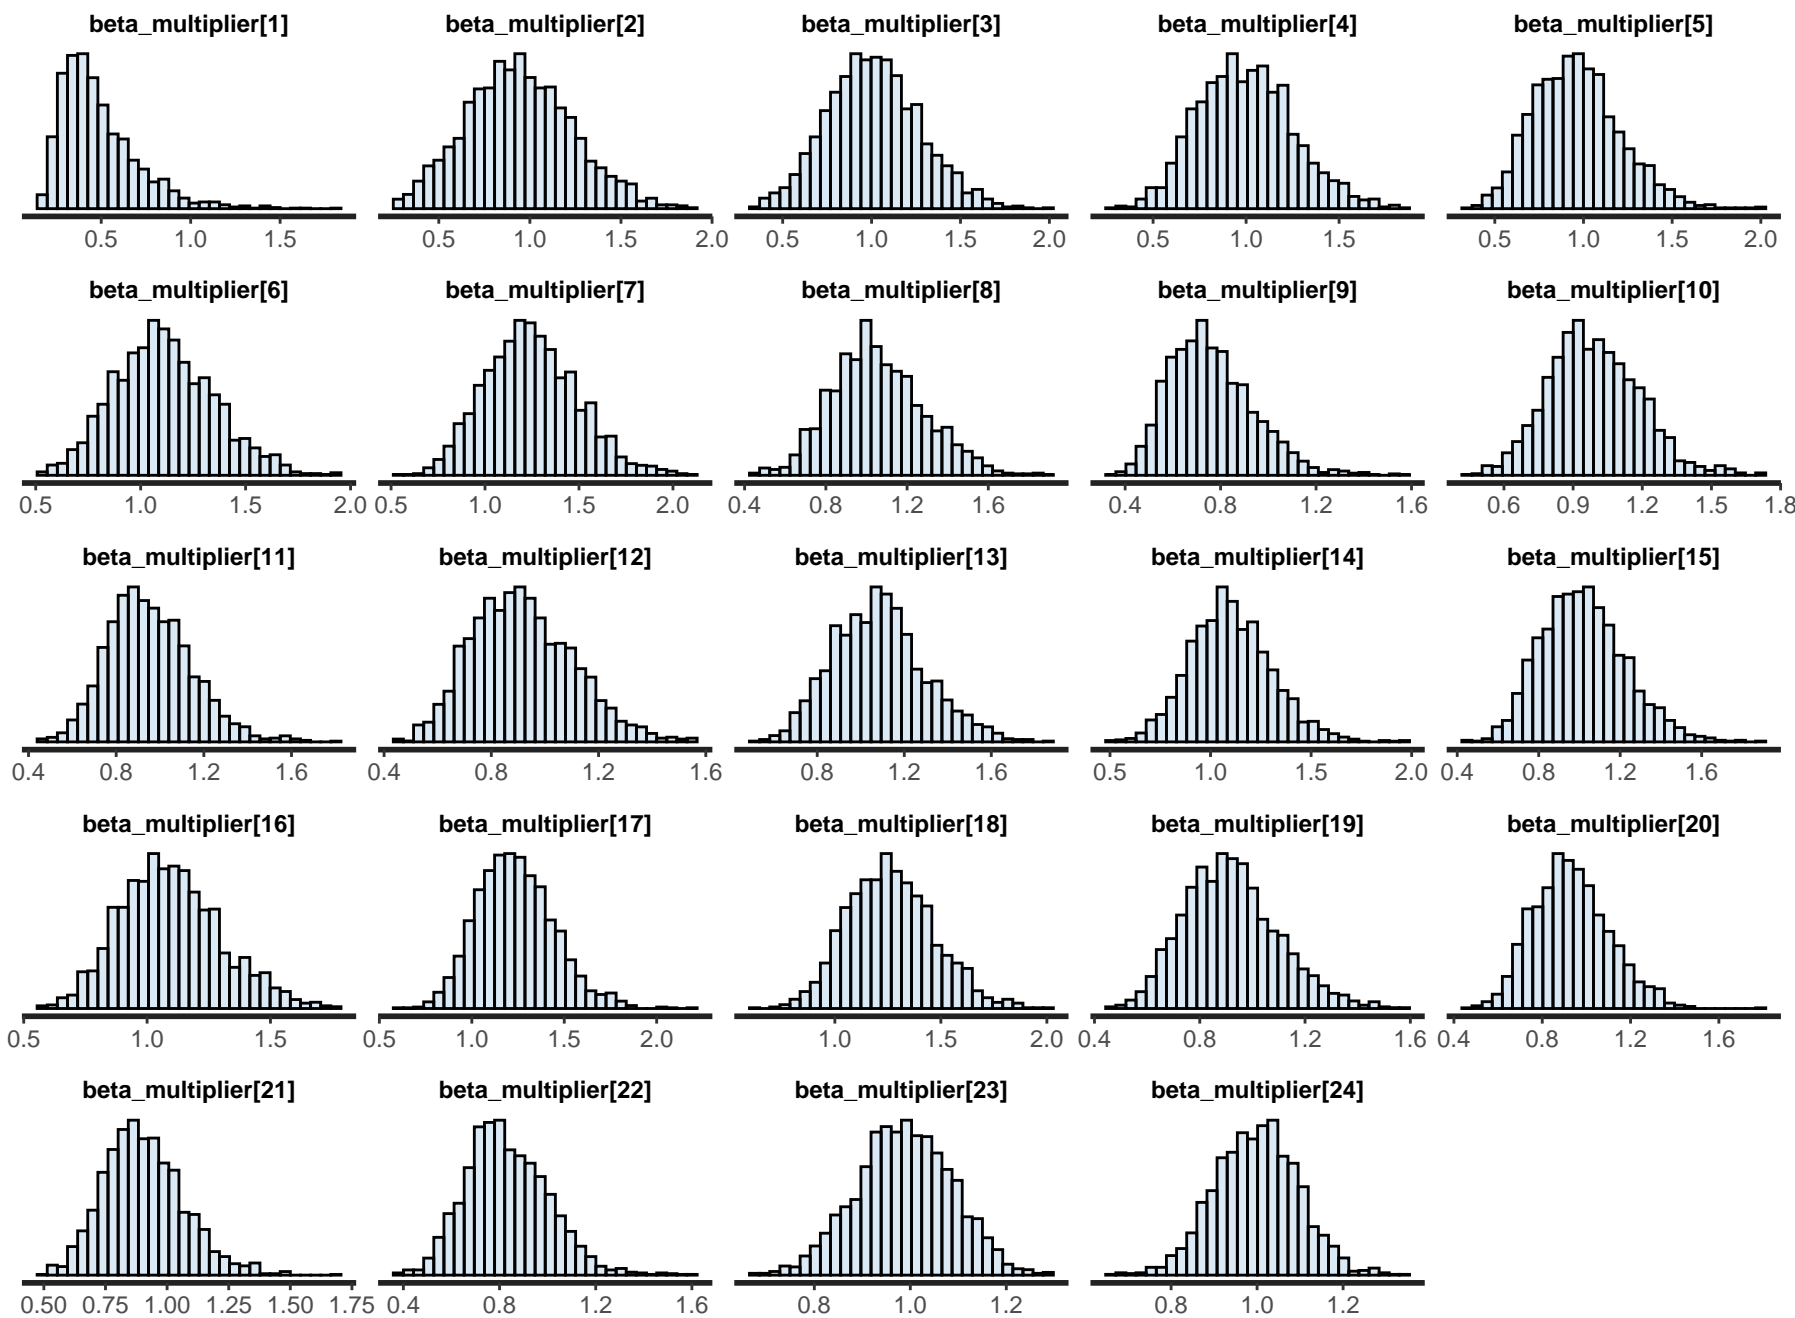 beta_multiplier[1] beta_multiplier[2] beta_multiplier[3] beta_multiplier[4] beta_multiplier[5]
0.5 1.0 1.5 0.5 1.0 1.5 2.0 0.5 1.0 1.5 2.0 0.5 1.0 1.5 0.5 1.0 1.5 2.0
beta_multiplier[6] beta_multiplier[7] beta_multiplier[8] beta_multiplier[9] beta_multiplier[10]
0.5 1.0 1.5 2.0 0.5 1.0 1.5 2.0 0.4 0.8 1.2 1.6 0.4 0.8 1.2 1.6 0.6 0.9 1.2 1.5 1.8
beta_multiplier[11] beta_multiplier[12] beta_multiplier[13] beta_multiplier[14] beta_multiplier[15]
0.4 0.8 1.2 1.6 0.4 0.8 1.2 1.6 0.8 1.2 1.6 0.5 1.0 1.5 2.0 0.4 0.8 1.2 1.6
beta_multiplier[16] beta_multiplier[17] beta_multiplier[18] beta_multiplier[19] beta_multiplier[20]
0.5 1.0 1.5 0.5 1.0 1.5 2.0 1.0 1.5 2.0 0.4 0.8 1.2 1.6 0.4 0.8 1.2 1.6
beta_multiplier[21] beta_multiplier[22] beta_multiplier[23] beta_multiplier[24]
0.50 0.75 1.00 1.25 1.50 1.75 0.4 0.8 1.2 1.6 0.8 1.0 1.2 0.8 1.0 1.2